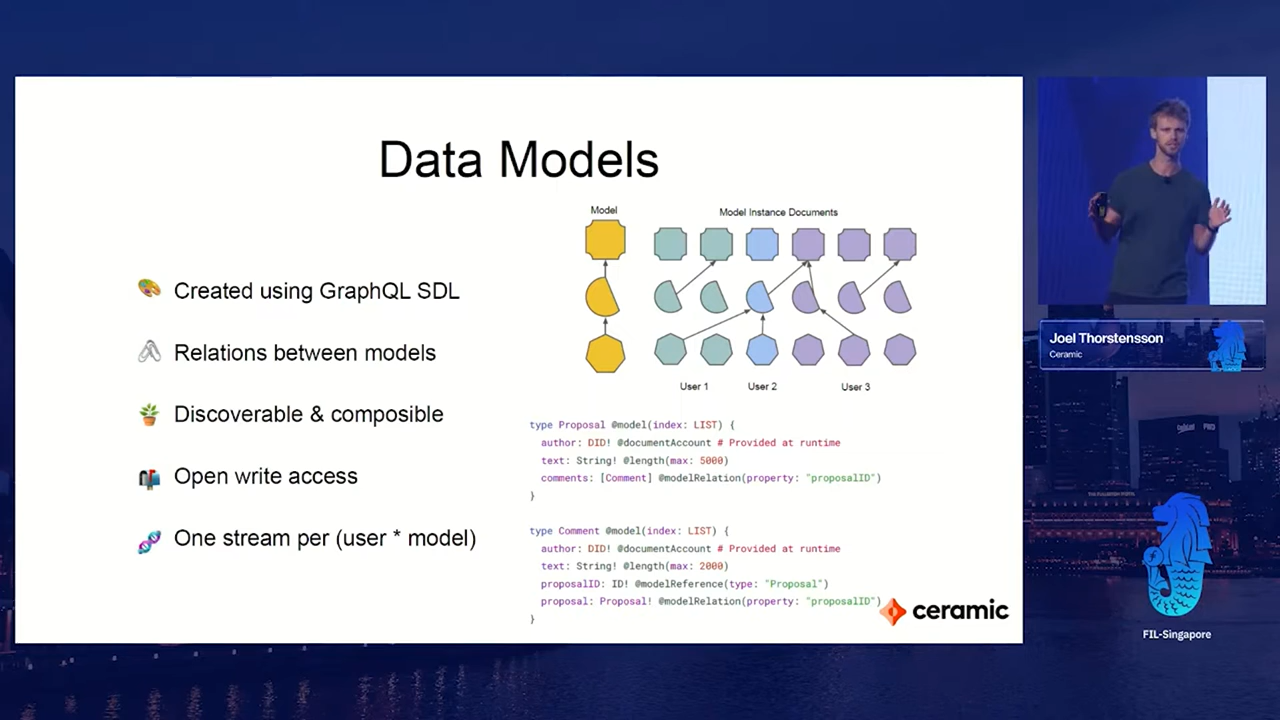 Data Models
Created using GraphQL SDL
Relations between models
Discoverable & composible
Open write access
One stream per (user * model)
Model
Model Instance Documents
User 1
User 2
User 3
type Proposal @model(index: LIST) {
author: DID! @documentAccount # Provided at runtime
text: String! @length(max: 5000)
comments: [Comment] @modelRelation(property: "proposalID")
}
type Comment @model(index: LIST) {
author: DID! @documentAccount # Provided at runtime
text: String! @length(max: 2000)
proposalID: ID! @modelReference(type: "Proposal")
proposal: Proposal! @modelRelation(property: "proposalID")
}
ceramic
Joel Thorstensson
Ceramic
THE FULLERTON HOTEL
FIL-Singapore